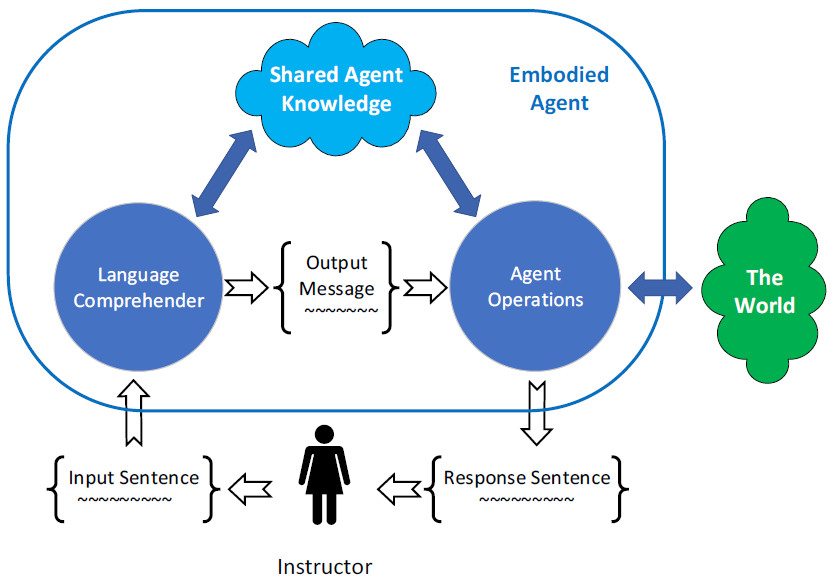 Shared Agent
Knowledge
Embodied
Agent
Language
Comprehender
Output
Message
~~~~~~~
Agent
Operations
The
World
Input Sentence
~~~~~~~~~
Response Sentence
~~~~~~~~~
Instructor